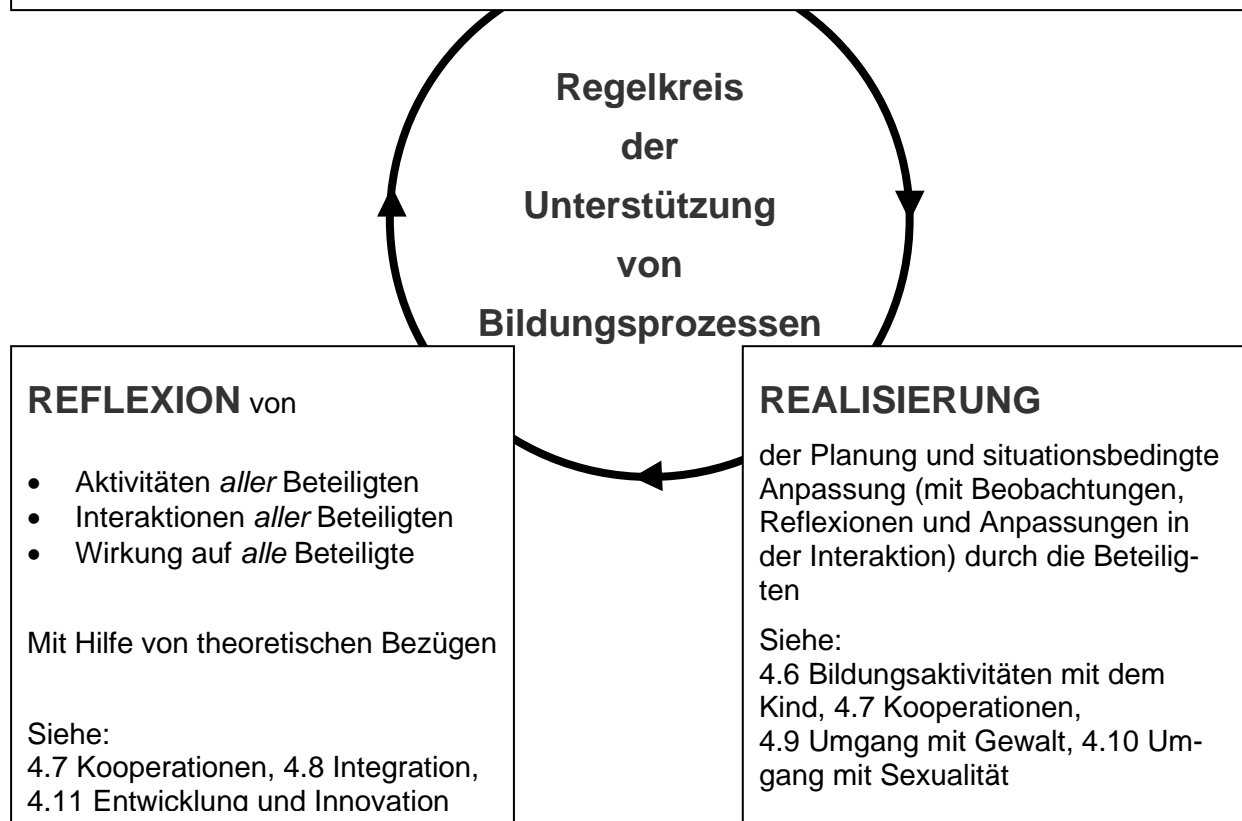 Regelkreis
der
Unterstützung
von
Bildungsprozessen
REFLEXION von
• Aktivitäten aller Beteiligten
• Interaktionen aller Beteiligten
• Wirkung auf alle Beteiligte
Mit Hilfe von theoretischen Bezügen
Siehe:
4.7 Kooperationen, 4.8 Integration,
4.11 Entwicklung und Innovation
REALISIERUNG
der Planung und situationsbedingte
Anpassung (mit Beobachtungen,
Reflexionen und Anpassungen in
der Interaktion) durch die Beteilig-
ten
Siehe:
4.6 Bildungsaktivitäten mit dem
Kind, 4.7 Kooperationen,
4.9 Umgang mit Gewalt, 4.10 Um-
gang mit Sexualität